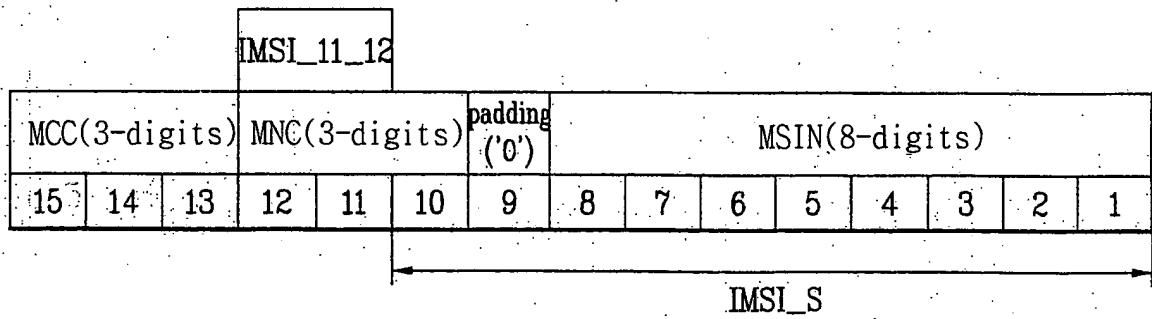 IMSI_11_12
MCC(3-digits) MNC(3-digits) padding ('0') MSIN(8-digits)
15 14 13 12 11 10 9 8 7 6 5 4 3 2 1
IMSI_S